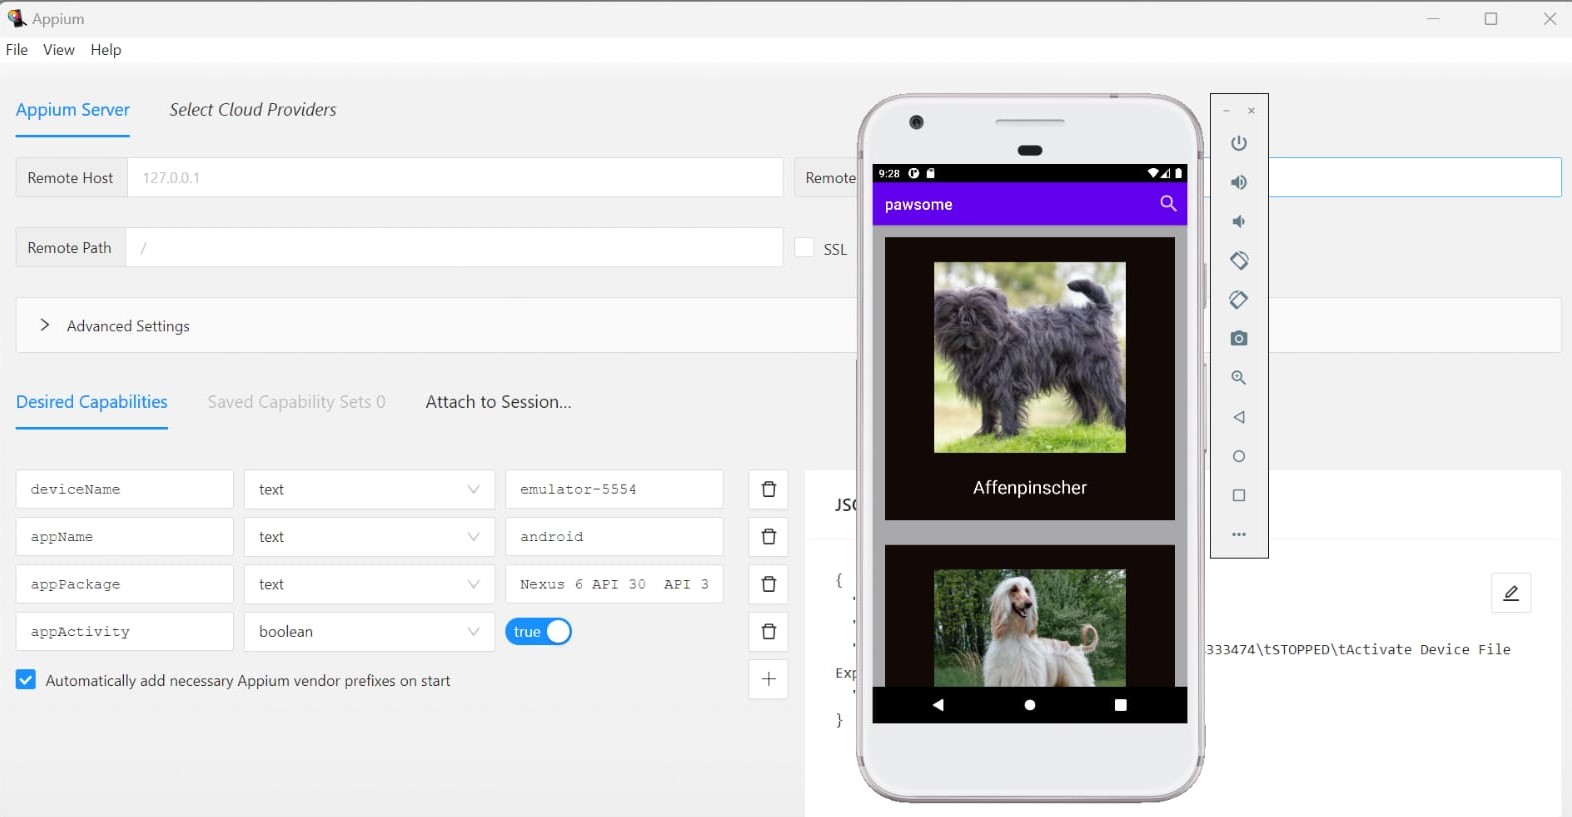 Appium
File View Help
Appium Server Select Cloud Providers
Remote Host 127.0.0.1 Remote
Remote Path / SSL
Advanced Settings
Desired Capabilities Saved Capability Sets 0 Attach to Session...
deviceName text emulator-5554
appName text android
appPackage text Nexus 6 API 30  API 3
appActivity boolean true
Automatically add necessary Appium vendor prefixes on start
{
333474\tSTOPPED\tActivate Device File
Exp
}
9:28
pawsome
Affenpinscher